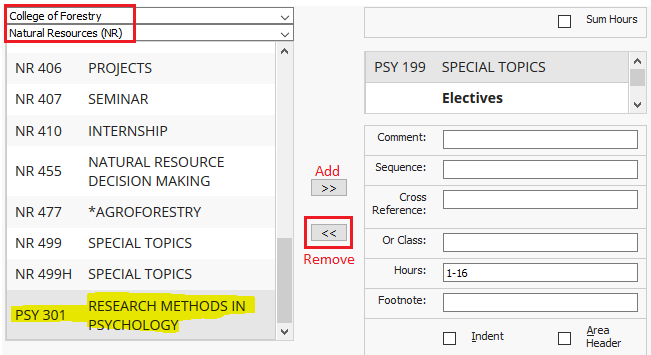 College of Forestry
Natural Resources (NR)
NR 406 PROJECTS
NR 407 SEMINAR
NR 410 INTERNSHIP
NR 455 NATURAL RESOURCE
DECISION MAKING
NR 477 *AGROFORESTRY
NR 499 SPECIAL TOPICS
NR 499H SPECIAL TOPICS
PSY 301 RESEARCH METHODS IN
PSYCHOLOGY
Add
>>
<<
Remove
Sum Hours
PSY 199 SPECIAL TOPICS
Electives
Comment:
Sequence:
Cross
Reference:
Or Class:
Hours: 1-16
Footnote:
Indent
Area
Header